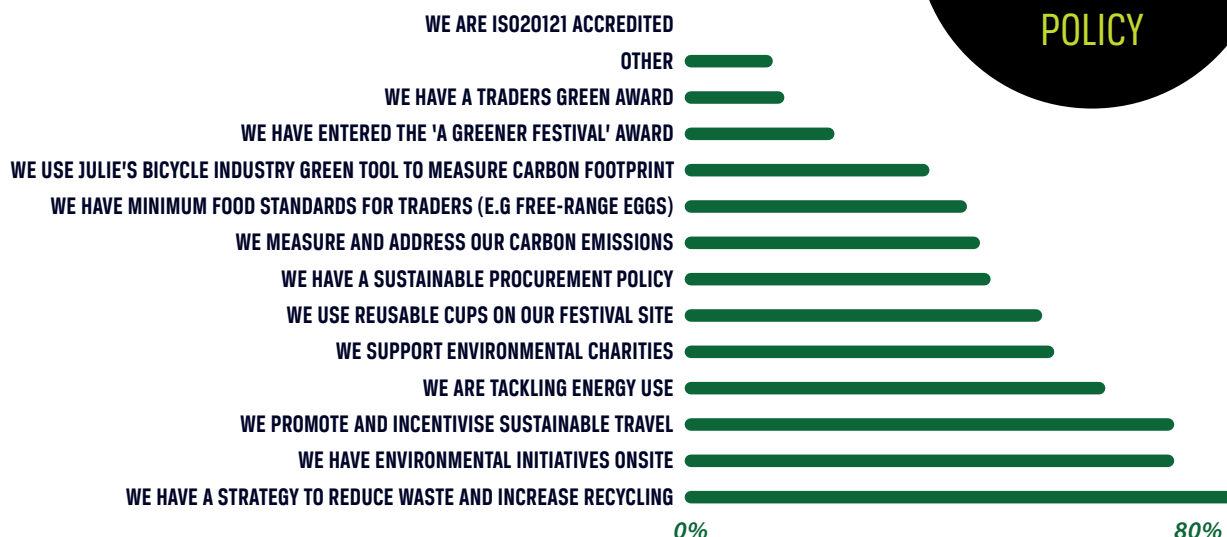 POLICY
WE ARE ISO20121 ACCREDITED
OTHER
WE HAVE A TRADERS GREEN AWARD
WE HAVE ENTERED THE 'A GREENER FESTIVAL' AWARD
WE USE JULIE'S BICYCLE INDUSTRY GREEN TOOL TO MEASURE CARBON FOOTPRINT
WE HAVE MINIMUM FOOD STANDARDS FOR TRADERS (E.G FREE-RANGE EGGS)
WE MEASURE AND ADDRESS OUR CARBON EMISSIONS
WE HAVE A SUSTAINABLE PROCUREMENT POLICY
WE USE REUSABLE CUPS ON OUR FESTIVAL SITE
WE SUPPORT ENVIRONMENTAL CHARITIES
WE ARE TACKLING ENERGY USE
WE PROMOTE AND INCENTIVISE SUSTAINABLE TRAVEL
WE HAVE ENVIRONMENTAL INITIATIVES ONSITE
WE HAVE A STRATEGY TO REDUCE WASTE AND INCREASE RECYCLING
0% 80%